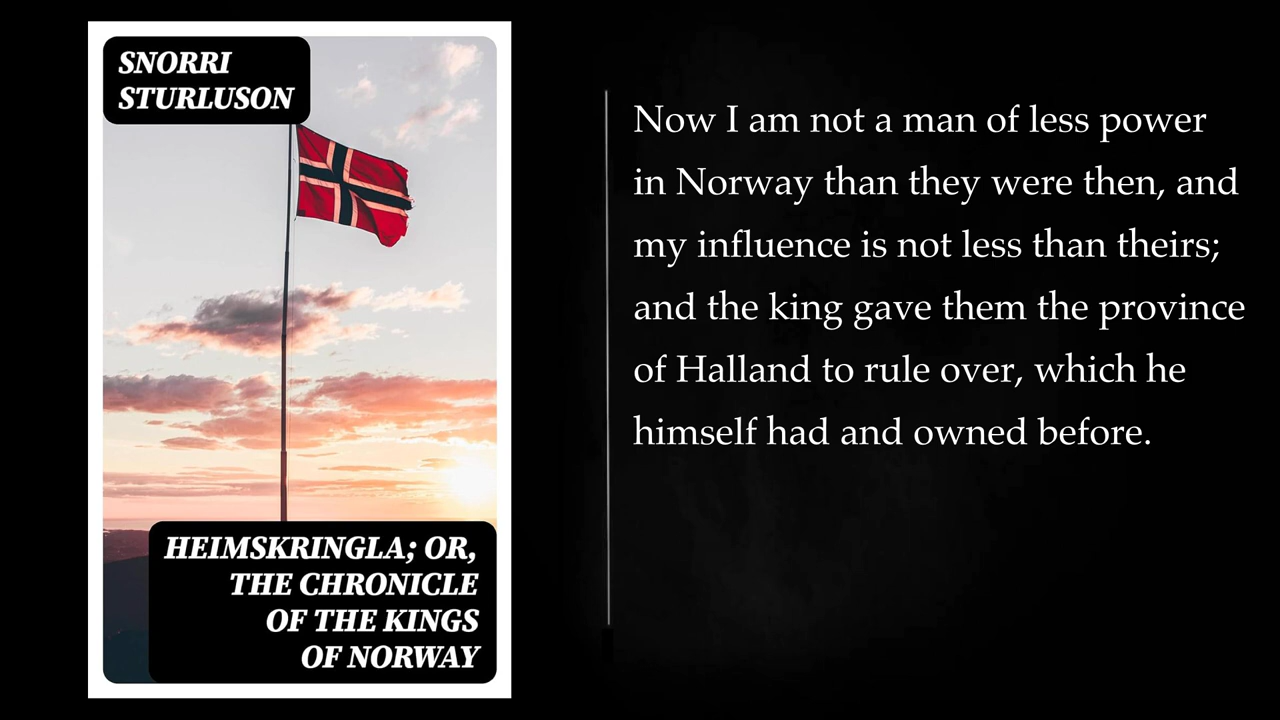 SNORRI
STURLUSON
HEIMSKRINGLA; OR,
THE CHRONICLE
OF THE KINGS
OF NORWAY
Now I am not a man of less power
in Norway than they were then, and
my influence is not less than theirs;
and the king gave them the province
of Halland to rule over, which he
himself had and owned before.